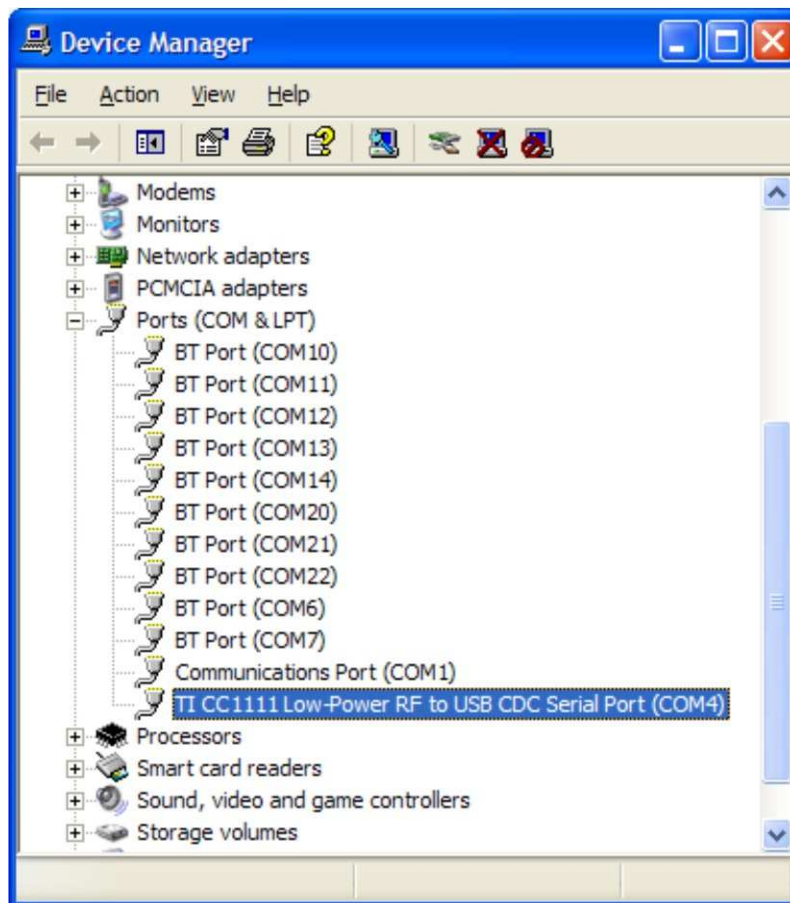 Device Manager
File Action View Help
Modems
Monitors
Network adapters
PCMCIA adapters
Ports (COM & LPT)
BT Port (COM10)
BT Port (COM11)
BT Port (COM12)
BT Port (COM13)
BT Port (COM14)
BT Port (COM20)
BT Port (COM21)
BT Port (COM22)
BT Port (COM6)
BT Port (COM7)
Communications Port (COM1)
TI CC1111 Low-Power RF to USB CDC Serial Port (COM4)
Processors
Smart card readers
Sound, video and game controllers
Storage volumes